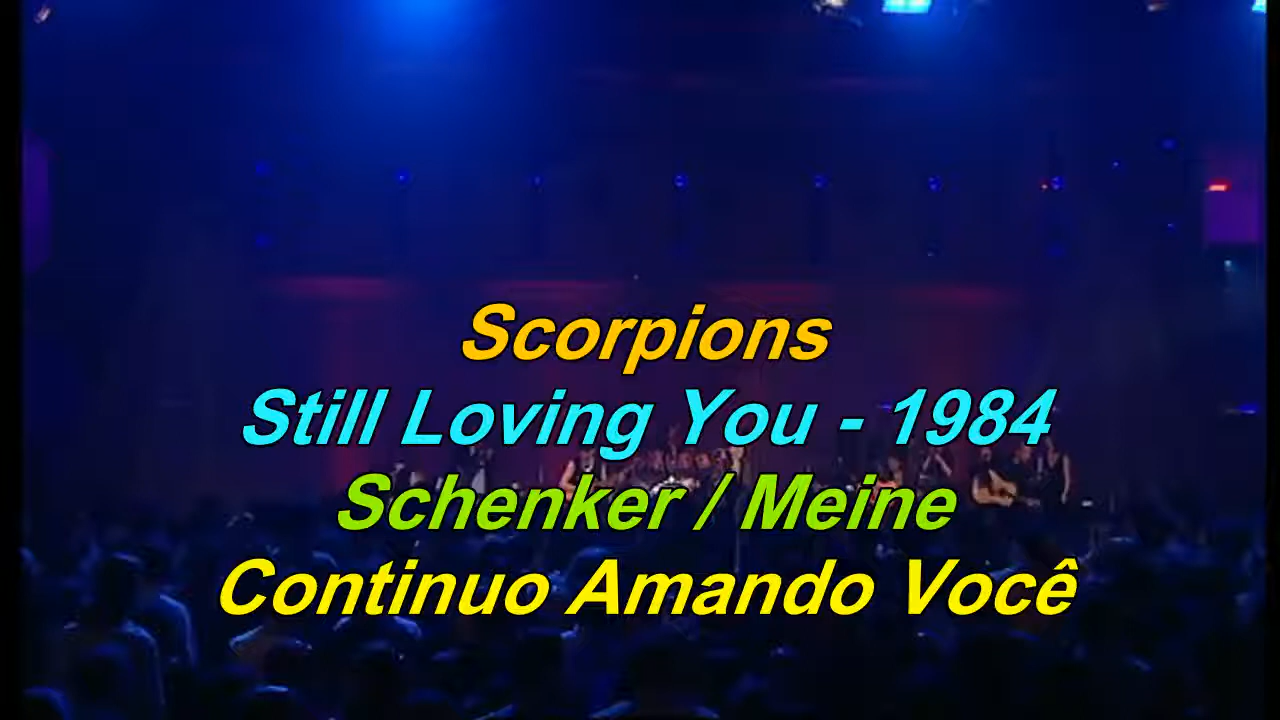 Scorpions
Still Loving You - 1984
Schenker / Meine
Continuo Amando Você